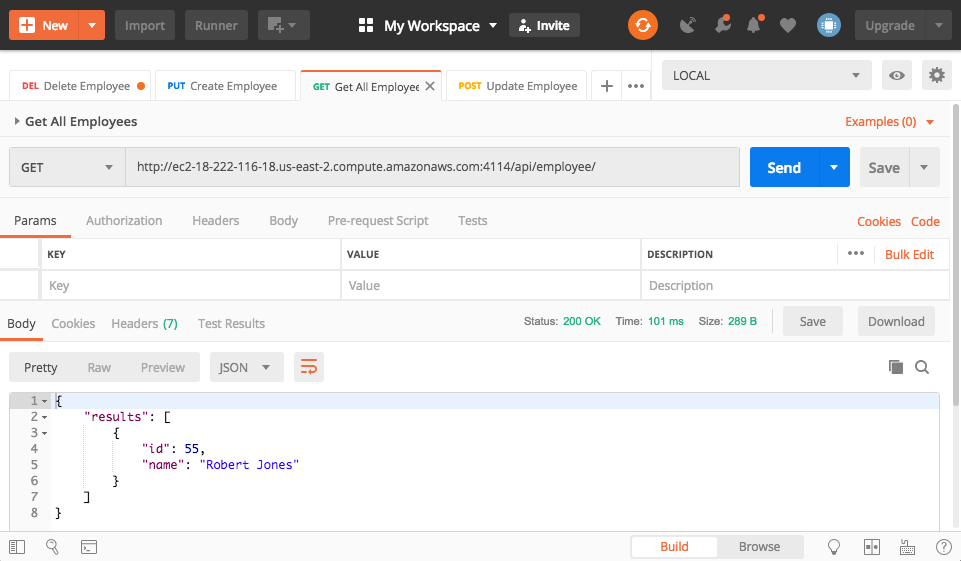 New Import Runner My Workspace Invite Upgrade
DEL Delete Employee PUT Create Employee GET Get All Employee POST Update Employee LOCAL
Get All Employees Examples (0)
GET http://ec2-18-222-116-18.us-east-2.compute.amazonaws.com:4114/api/employee/ Send Save
Params Authorization Headers Body Pre-request Script Tests Cookies Code
KEY VALUE DESCRIPTION Bulk Edit
Key Value Description
Body Cookies Headers (7) Test Results Status: 200 OK Time: 101 ms Size: 289 B Save Download
Pretty Raw Preview JSON
1 {
2 "results": [
3 {
4 "id": 55,
5 "name": "Robert Jones"
6 }
7 ]
8 }
Build Browse